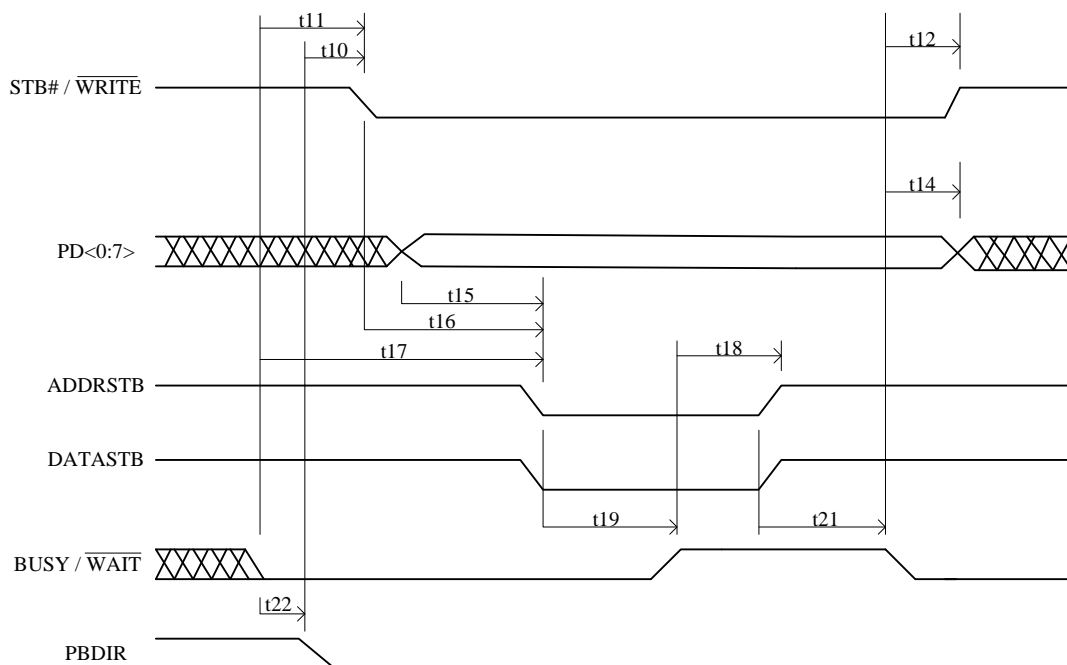 t11
t12
t10
STB# / WRITE
t14
PD<0:7>
t15
t16
t17
t18
ADDRSTB
DATASTB
t19
t21
BUSY / WAIT
t22
PBDIR